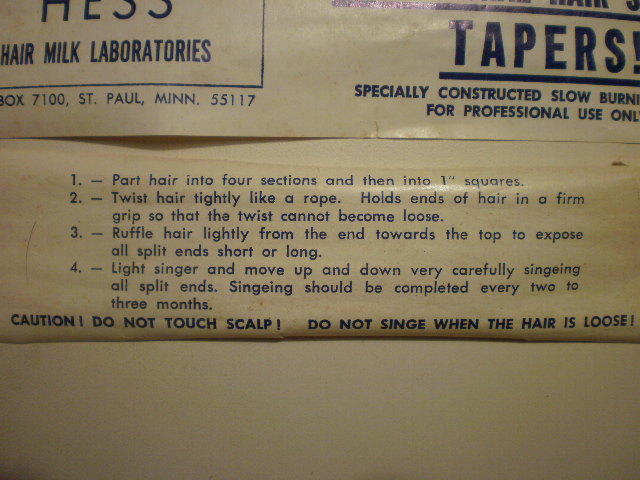 HESS
HAIR MILK LABORATORIES
BOX 7100, ST. PAUL, MINN. 55117
HAIR
TAPERS!
SPECIALLY CONSTRUCTED SLOW
FOR PROFESSIONAL USE
1. — Part hair into four sections and then into 1" squares.
2. — Twist hair tightly like a rope. Holds ends of hair in a firm
grip so that the twist cannot become loose.
3. — Ruffle hair lightly from the end towards the top to expose
all split ends short or long.
4. — Light singer and move up and down very carefully singeing
all split ends. Singeing should be completed every two to
three months.
CAUTION! DO NOT TOUCH SCALP! DO NOT SINGE WHEN THE HAIR IS LOOSE!